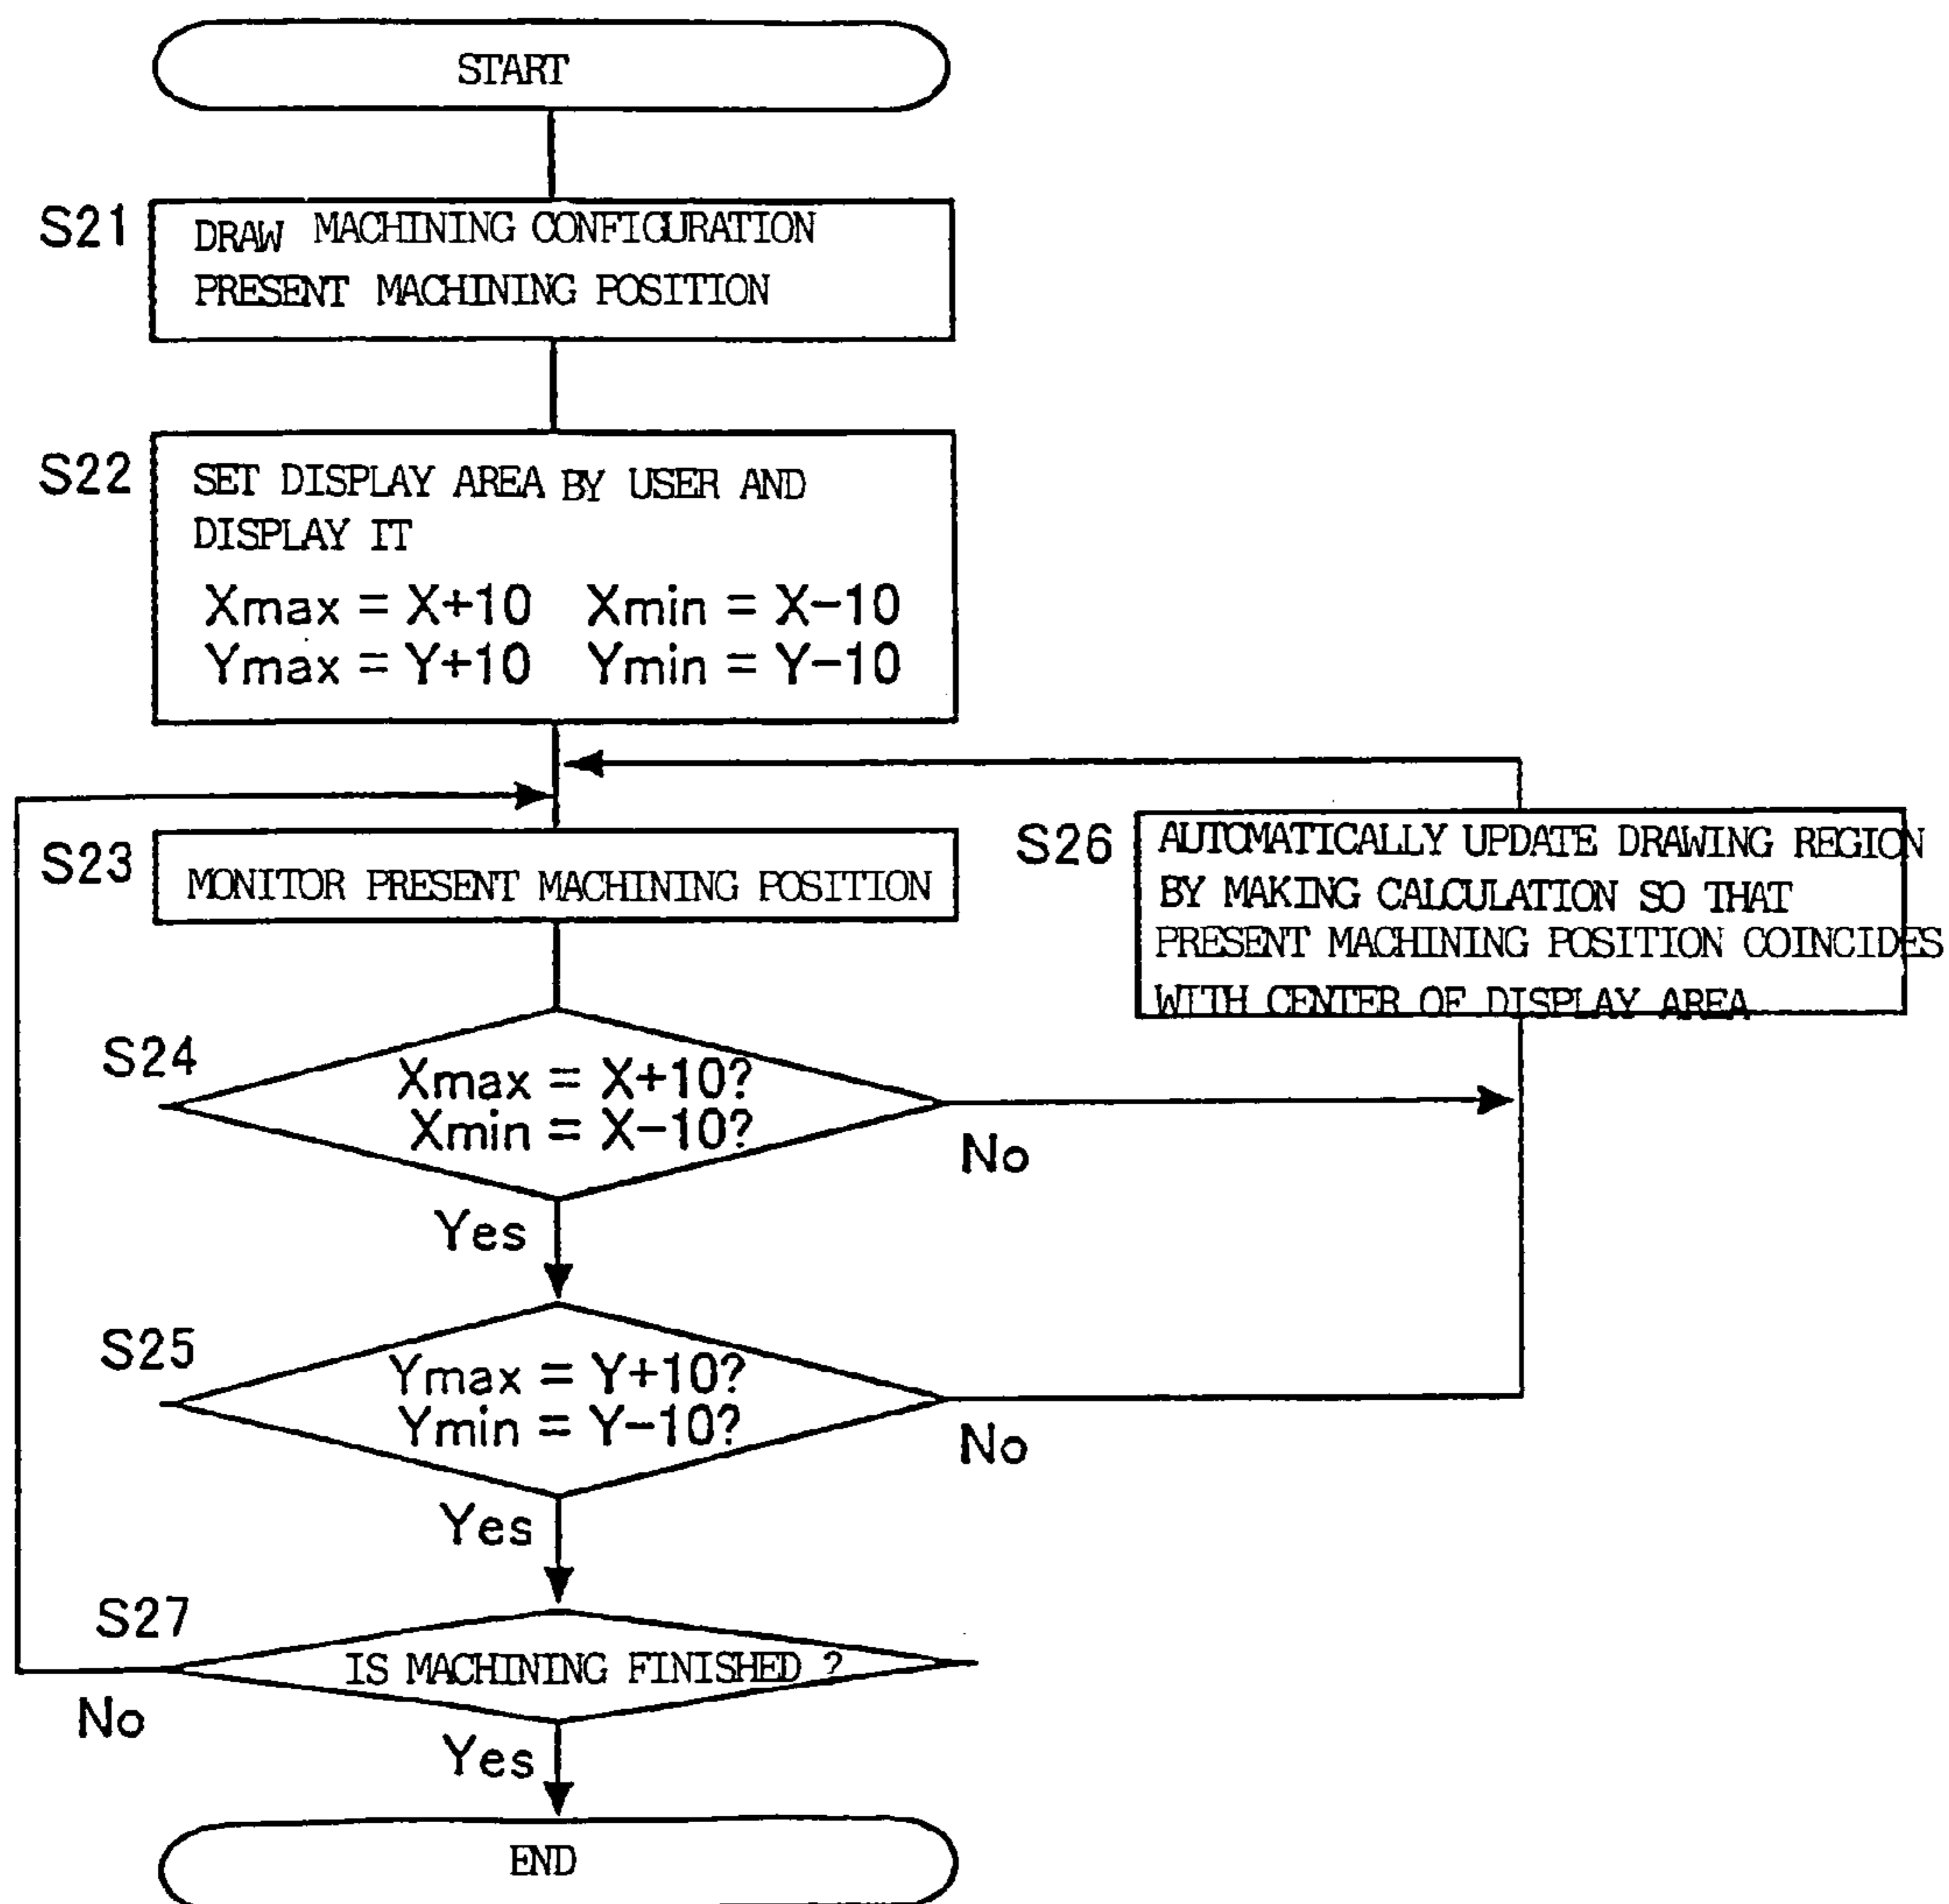 START
S21
DRAW MACHINING CONFIGURATION
PRESENT MACHINING POSITION
S22
SET DISPLAY AREA BY USER AND
DISPLAY IT
Xmax = X+10 Xmin = X-10
Ymax = Y+10 Ymin = Y-10
S23
MONITOR PRESENT MACHINING POSITION
S26
AUTOMATICALLY UPDATE DRAWING REGION
BY MAKING CALCULATION SO THAT
PRESENT MACHINING POSITION COINCIDES
WITH CENTER OF DISPLAY AREA
S24
Xmax = X+10?
Xmin = X-10?
No
Yes
S25
Ymax = Y+10?
Ymin = Y-10?
No
Yes
S27
IS MACHINING FINISHED ?
No
Yes
END